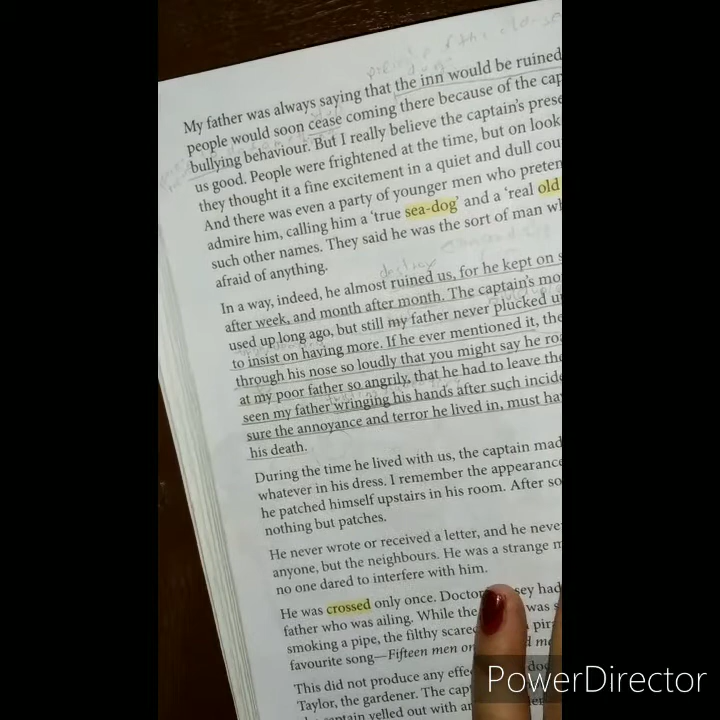 My father was always saying that the inn would be ruined
people would soon cease coming there because of the cap
bullying behaviour. But I really believe the captain's prese
us good. People were frightened at the time, but on look
they thought it a fine excitement in a quiet and dull cou
And there was even a party of younger men who preten
admire him, calling him a 'true sea-dog' and a 'real old
such other names. They said he was the sort of man wh
afraid of anything.
In a way, indeed, he almost ruined us, for he kept on s
after week, and month after month. The captain's mo
used up long ago, but still my father never plucked u
to insist on having more. If he ever mentioned it, the
through his nose so loudly that you might say he ro
at my poor father so angrily, that he had to leave the
seen my father wringing his hands after such incide
sure the annoyance and terror he lived in, must ha
his death.
During the time he lived with us, the captain mad
whatever in his dress. I remember the appearance
he patched himself upstairs in his room. After so
nothing but patches.
He never wrote or received a letter, and he neve
anyone, but the neighbours. He was a strange m
no one dared to interfere with him.
He was crossed only once. Doctor sey had
father who was ailing. While the was s
smoking a pipe, the filthy scare pir
favourite song—Fifteen men on d me
This did not produce any effe doc
Taylor, the gardener. The cap
captain yelled out with an
PowerDirector